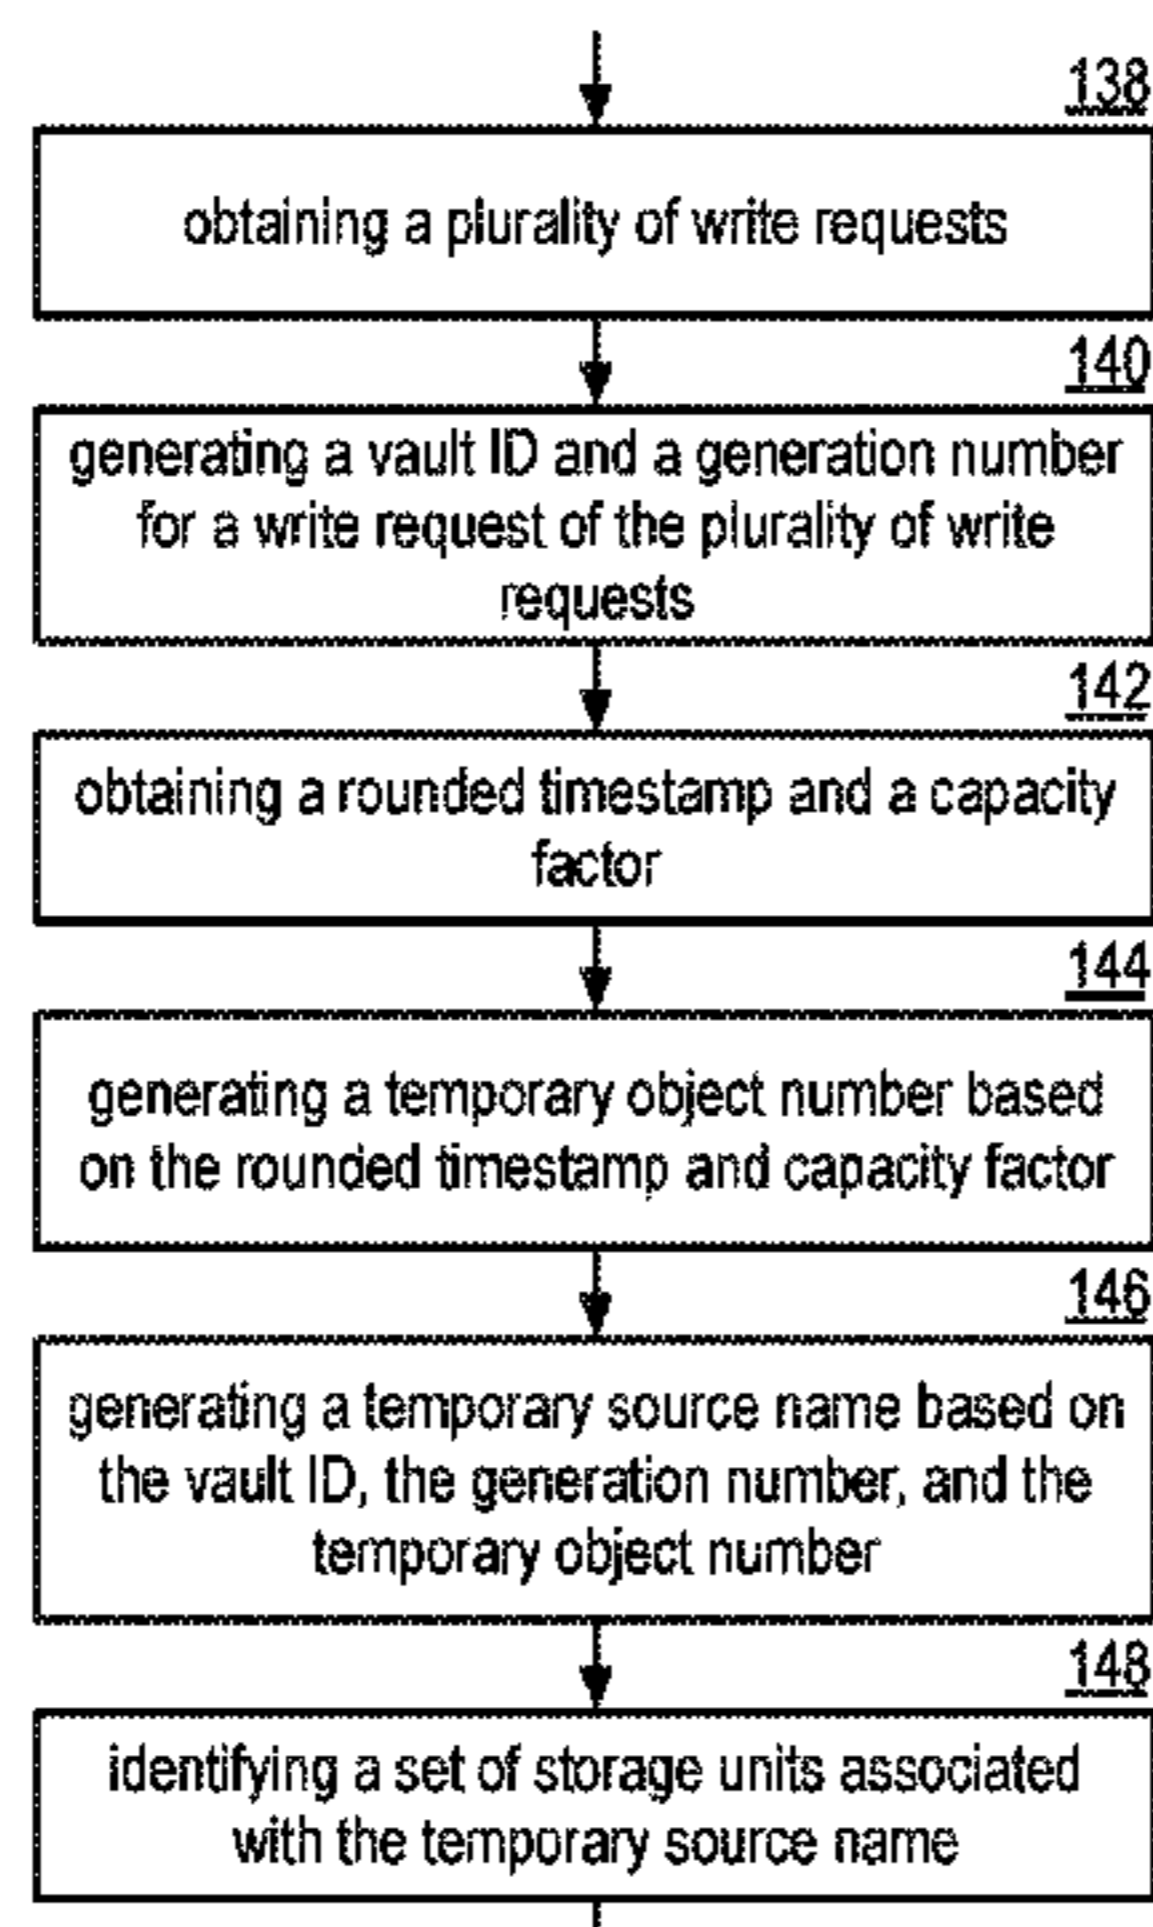 138
obtaining a plurality of write requests
140
generating a vault ID and a generation number
for a write request of the plurality of write
requests
142
obtaining a rounded timestamp and a capacity
factor
144
generating a temporary object number based
on the rounded timestamp and capacity factor
146
generating a temporary source name based on
the vault ID, the generation number, and the
temporary object number
148
identifying a set of storage units associated
with the temporary source name